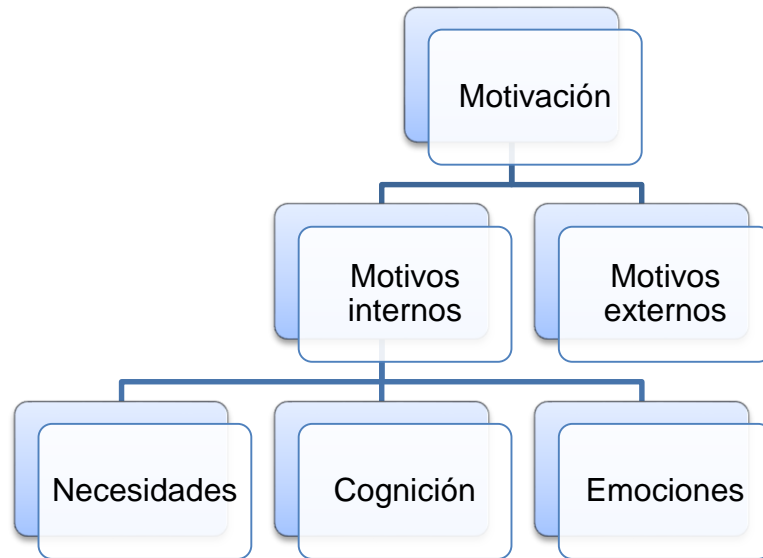 Motivación
Motivos
internos
Motivos
externos
Necesidades
Cognición
Emociones